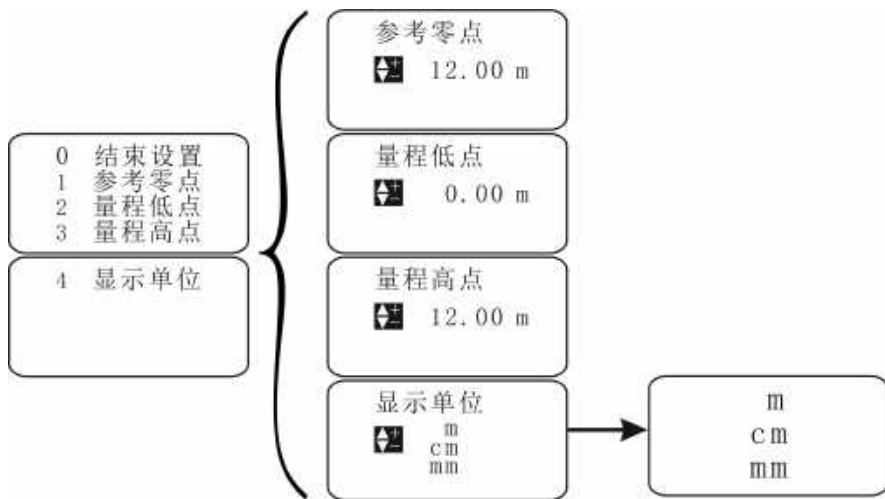 0 结束设置
1 参考零点
2 量程低点
3 量程高点
4 显示单位
参考零点
12.00 m
量程低点
0.00 m
量程高点
12.00 m
显示单位
m
cm
mm
m
cm
mm